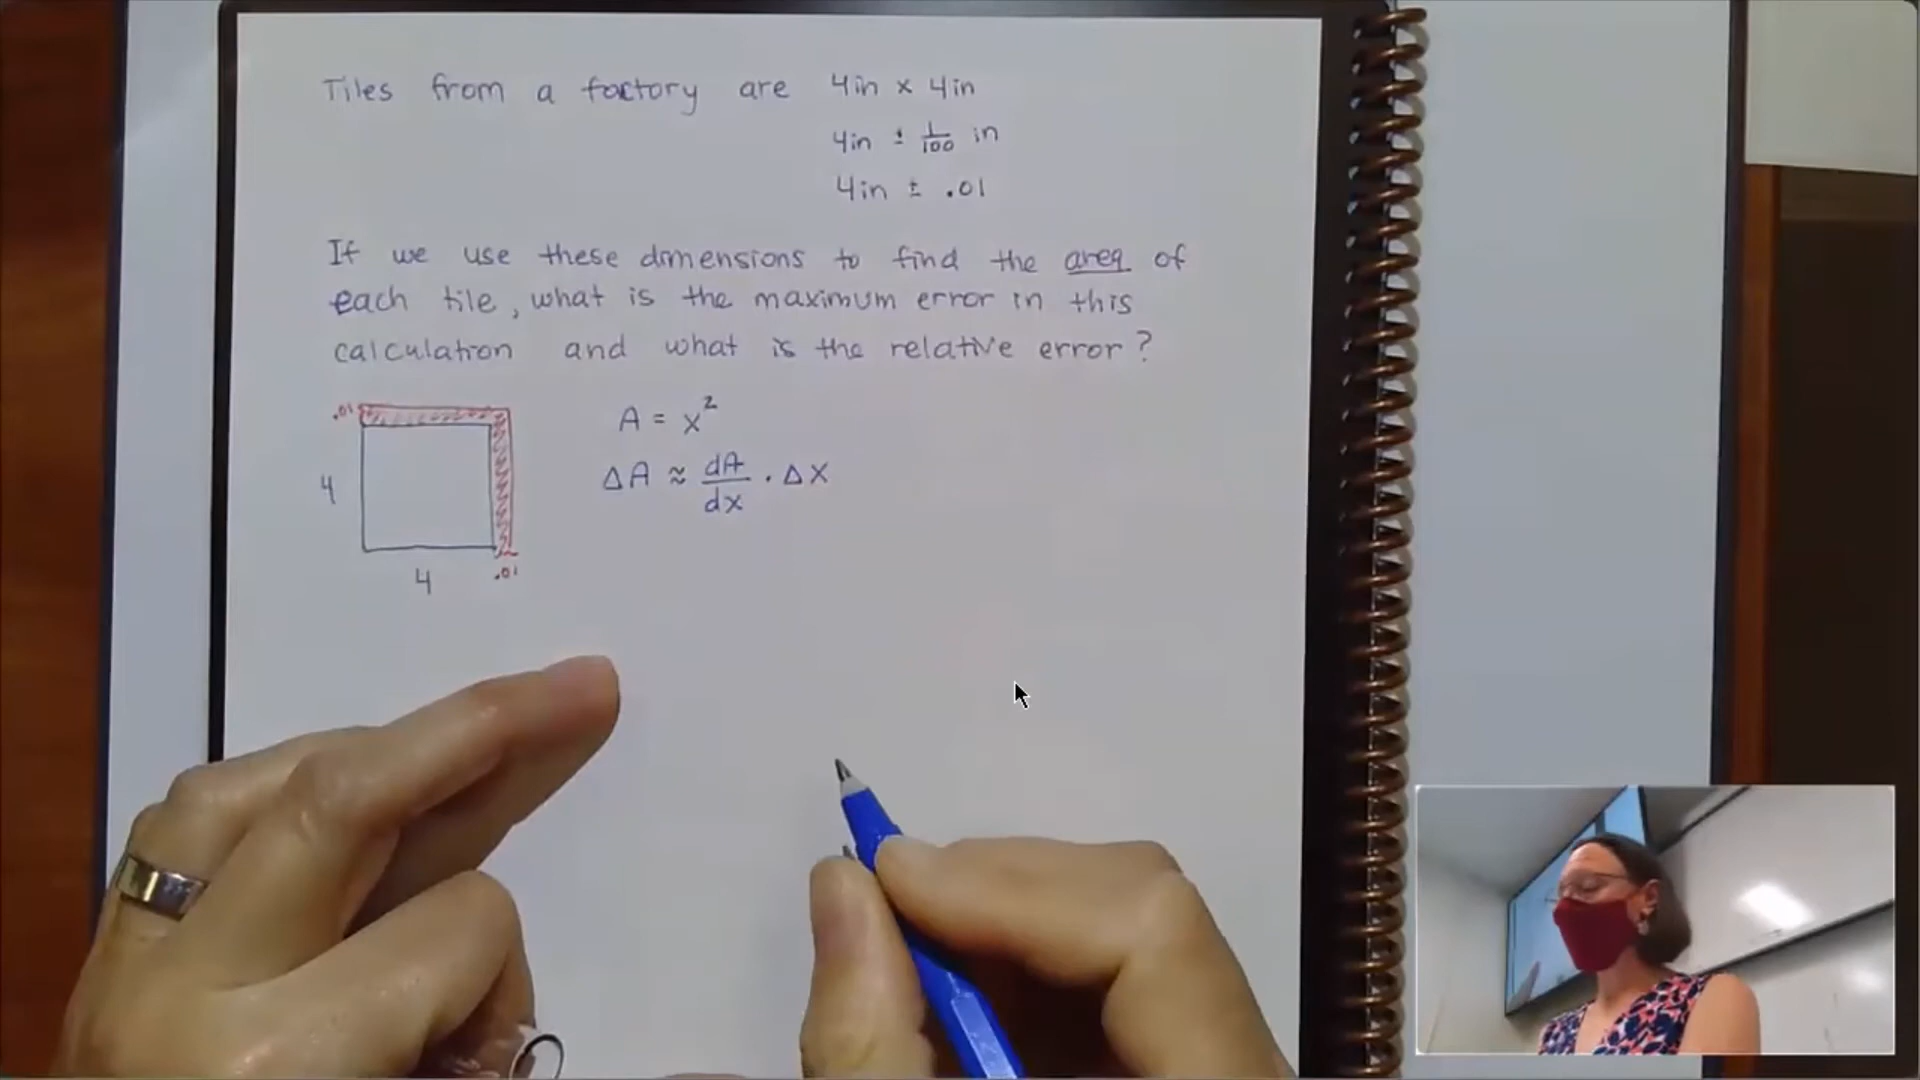 Tiles from a factory are 4in x 4in
4in ± 1/100 in
4in ± .01
If we use these dimensions to find the area of
each tile, what is the maximum error in this
calculation and what is the relative error?
.01
4
4
.01
A = x²
ΔA ≈ dA/dx · Δx